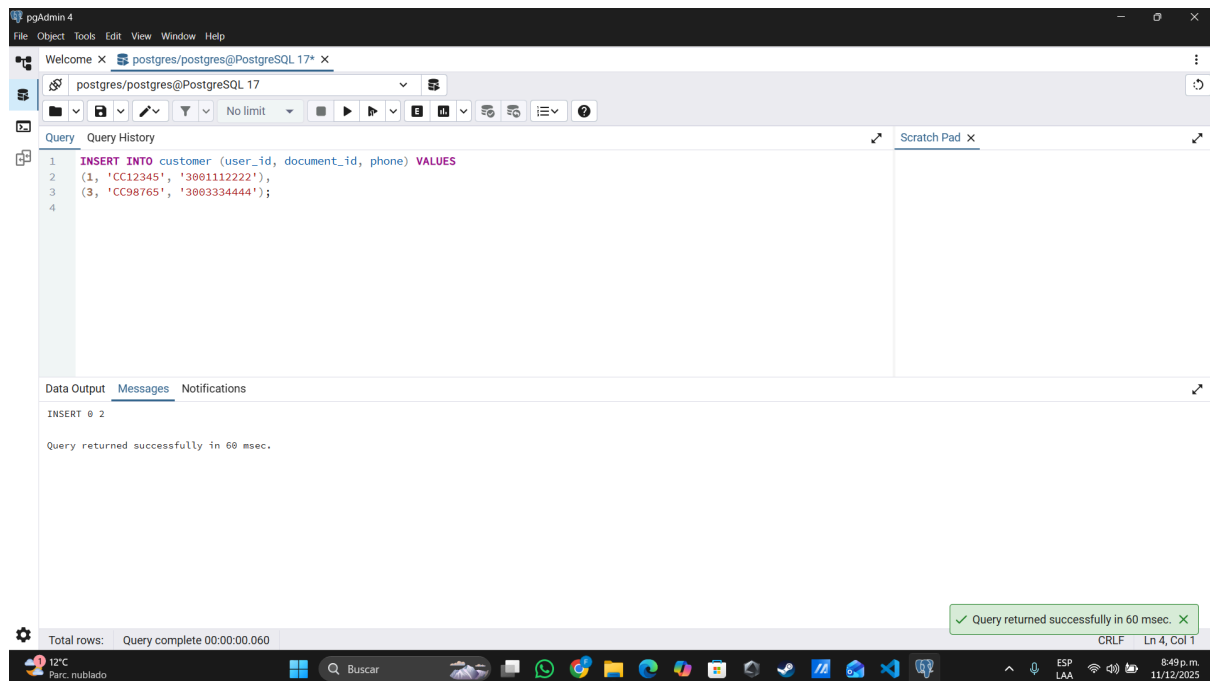 pgAdmin 4
File Object Tools Edit View Window Help
Welcome postgres/postgres@PostgreSQL 17*
postgres/postgres@PostgreSQL 17
No limit
E
Query Query History
Scratch Pad
1 INSERT INTO customer (user_id, document_id, phone) VALUES
2 (1, 'CC12345', '3001112222'),
3 (3, 'CC98765', '3003334444');
4
Data Output Messages Notifications
INSERT 0 2
Query returned successfully in 60 msec.
Query returned successfully in 60 msec.
Total rows: Query complete 00:00:00.060
CRLF Ln 4, Col 1
1
12°C
Parc. nublado
Buscar
ESP
LAA
8:49 p. m.
11/12/2025